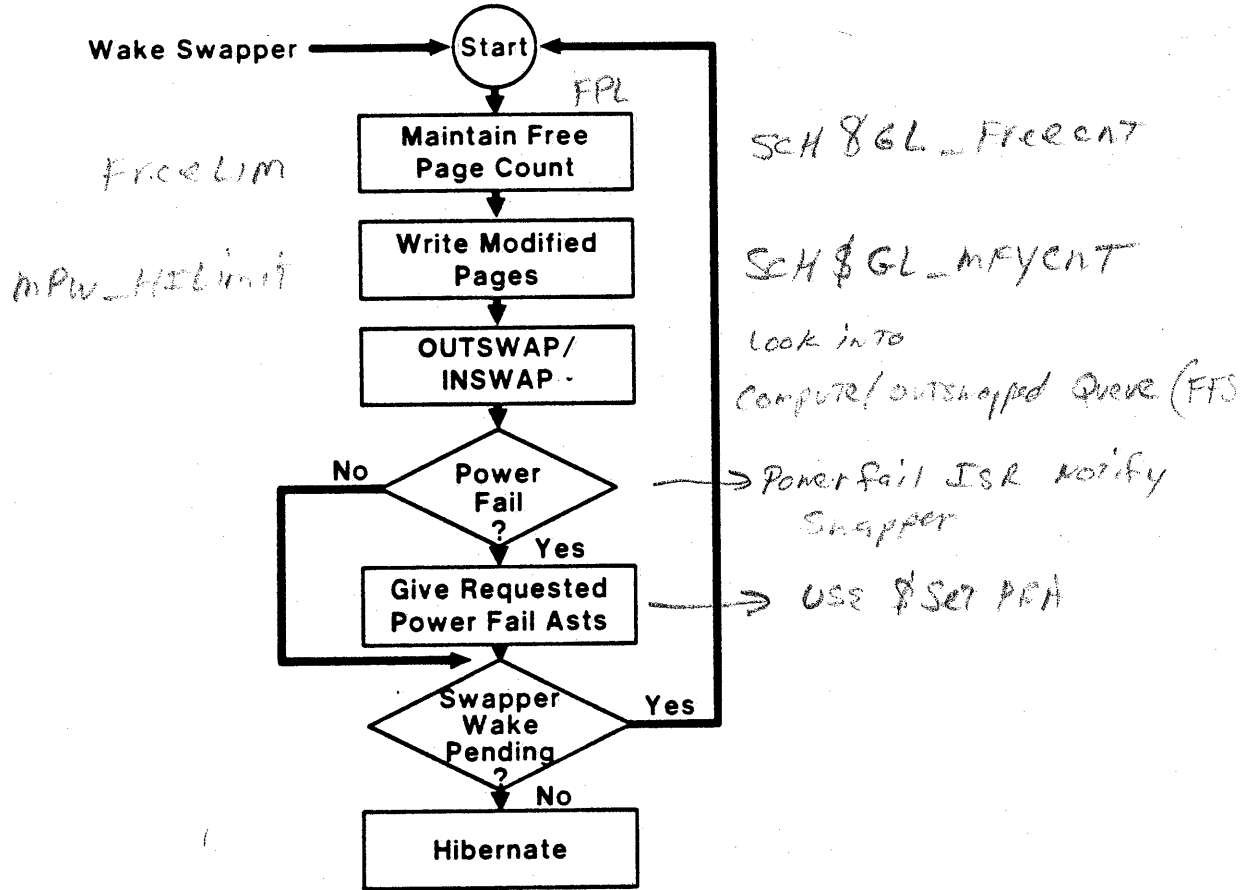 Wake Swapper
Start
FPL
Maintain Free
Page Count
FreeLIM
SCH $GL_FreecnT
Write Modified
Pages
MPW_HILimit
SCH $GL_MFYCnT
OUTSWAP/
INSWAP
Look inTo
CompuTE/OUTSwapped Queue (FFS
No
Power
Fail
?
Yes
Powerfail ISR NoTify
Swapper
Give Requested
Power Fail Asts
USE $SeT PRA
Swapper
Wake
Pending
?
Yes
No
Hibernate